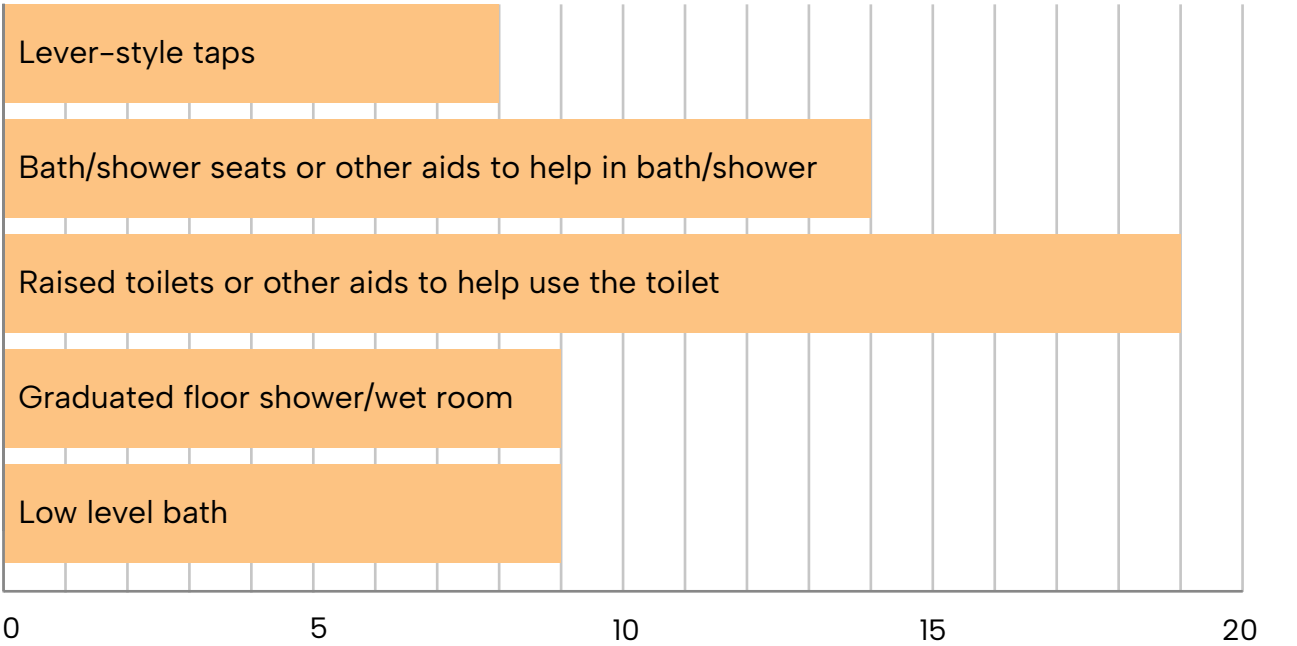 Lever-style taps
Bath/shower seats or other aids to help in bath/shower
Raised toilets or other aids to help use the toilet
Graduated floor shower/wet room
Low level bath
0 5 10 15 20